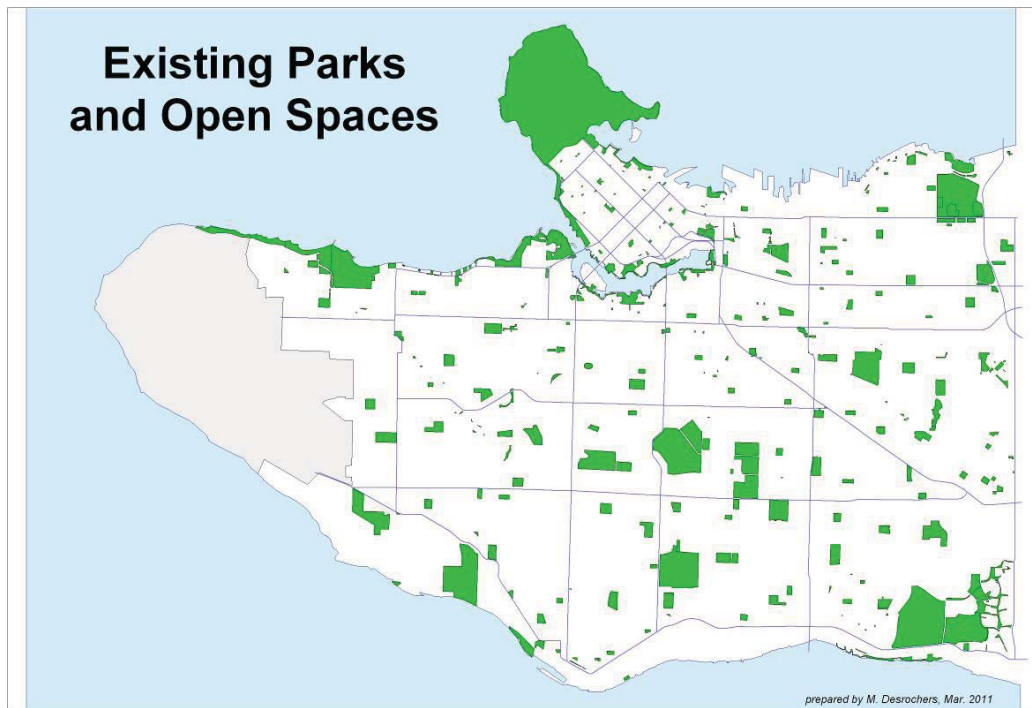 Existing Parks
and Open Spaces
prepared by M. Desrochers, Mar. 2011